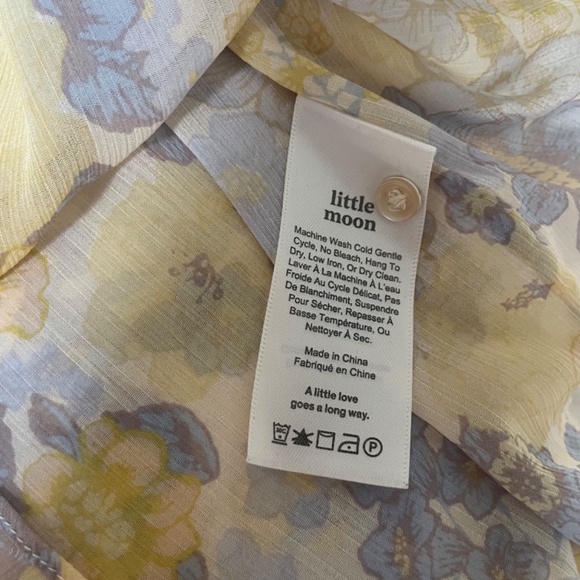 little
moon
Machine Wash Cold Gentle
Cycle, No Bleach, Hang To
Dry, Low Iron, Or Dry Clean.
Laver À La Machine À L'eau
Froide Au Cycle Délicat, Pas
De Blanchiment, Suspendre
Pour Sécher, Repasser À
Basse Température, Ou
Nettoyer À Sec.
Made in China
Fabriqué en Chine
A little love
goes a long way.
30C P